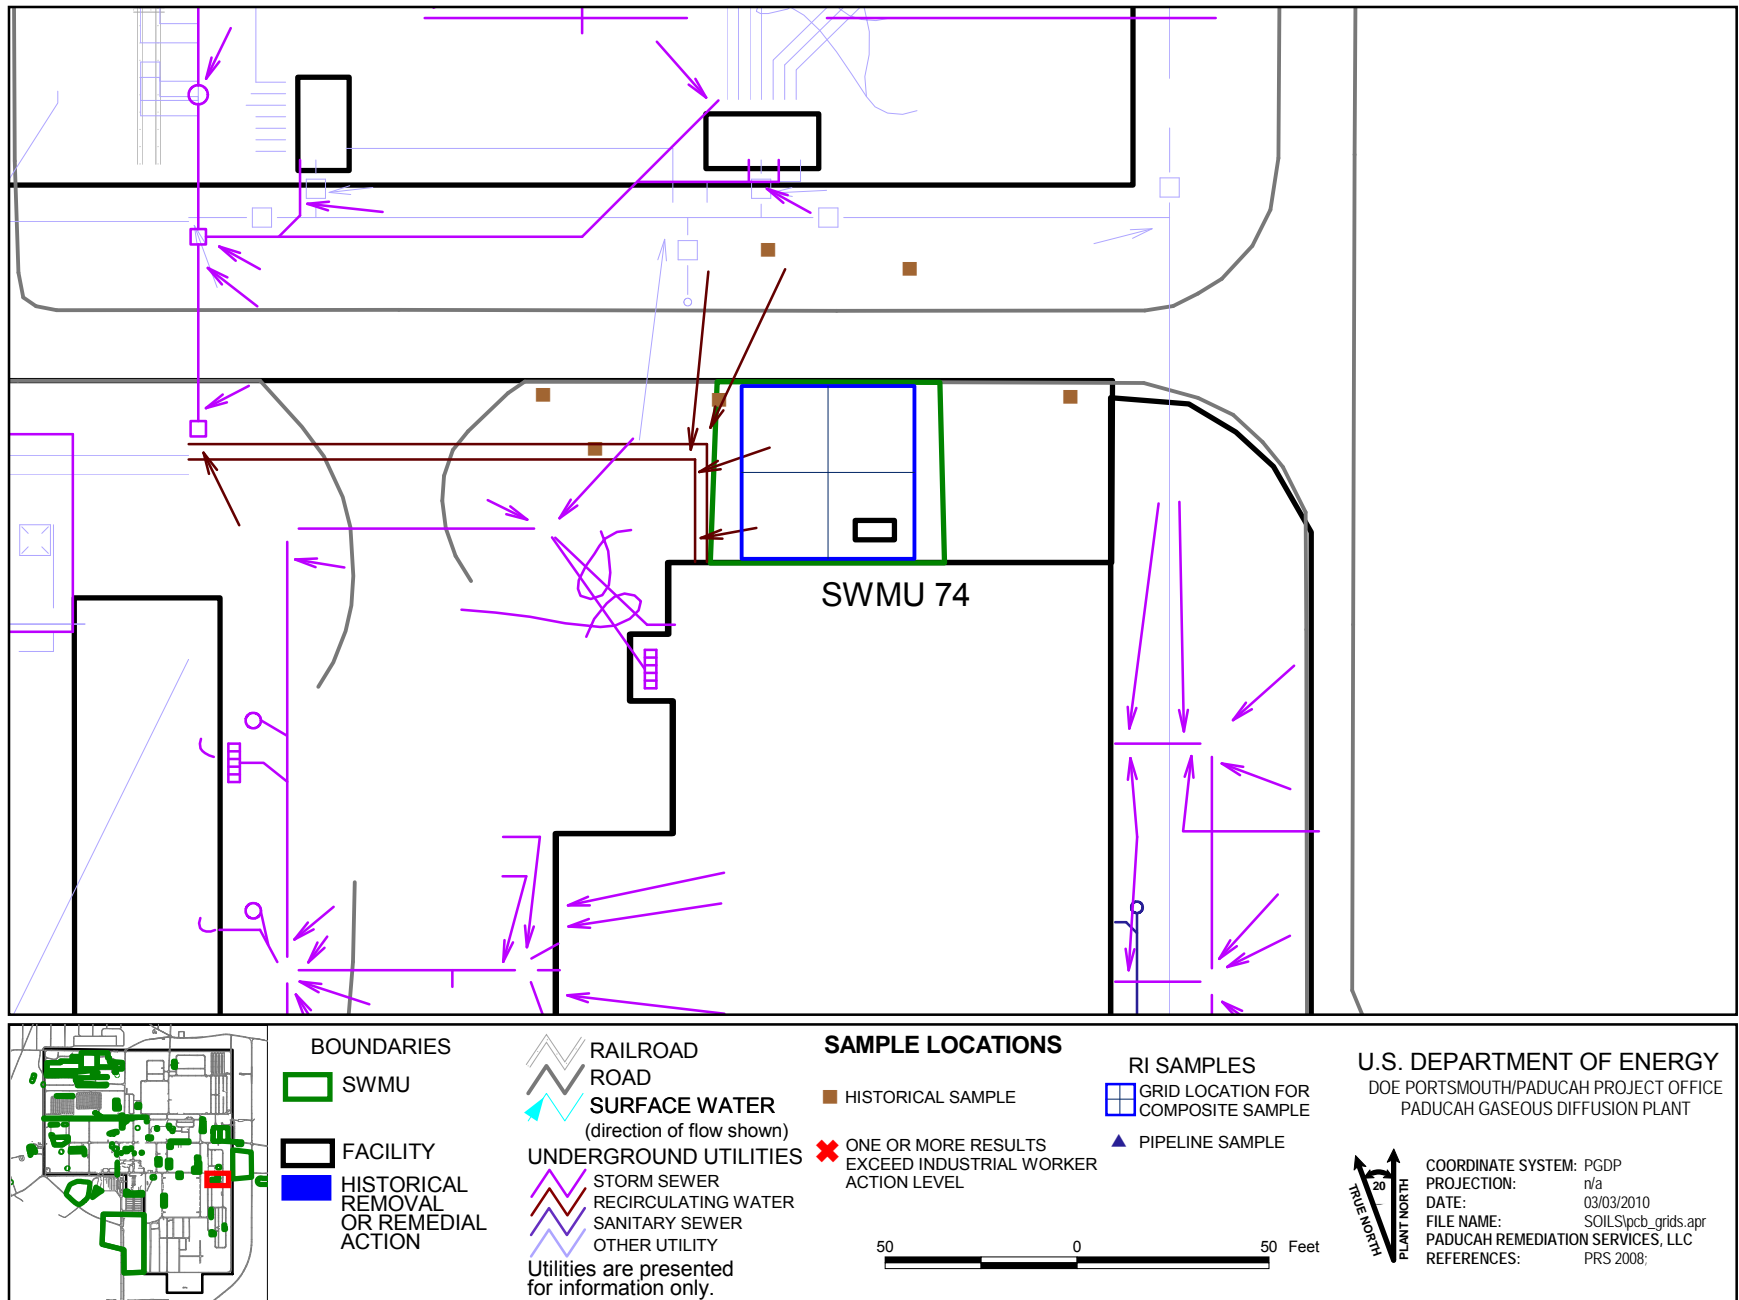 SWMU 74
BOUNDARIES
SWMU
FACILITY
HISTORICAL
REMOVAL
OR REMEDIAL
ACTION
RAILROAD
ROAD
SURFACE WATER
(direction of flow shown)
UNDERGROUND UTILITIES
STORM SEWER
RECIRCULATING WATER
SANITARY SEWER
OTHER UTILITY
Utilities are presented
for information only.
SAMPLE LOCATIONS
HISTORICAL SAMPLE
ONE OR MORE RESULTS
EXCEED INDUSTRIAL WORKER
ACTION LEVEL
RI SAMPLES
GRID LOCATION FOR
COMPOSITE SAMPLE
PIPELINE SAMPLE
50 0 50 Feet
U.S. DEPARTMENT OF ENERGY
DOE PORTSMOUTH/PADUCAH PROJECT OFFICE
PADUCAH GASEOUS DIFFUSION PLANT
TRUE NORTH
20
PLANT NORTH
COORDINATE SYSTEM: PGDP
PROJECTION: n/a
DATE: 03/03/2010
FILE NAME: SOILS\pcb_grids.apr
PADUCAH REMEDIATION SERVICES, LLC
REFERENCES: PRS 2008;